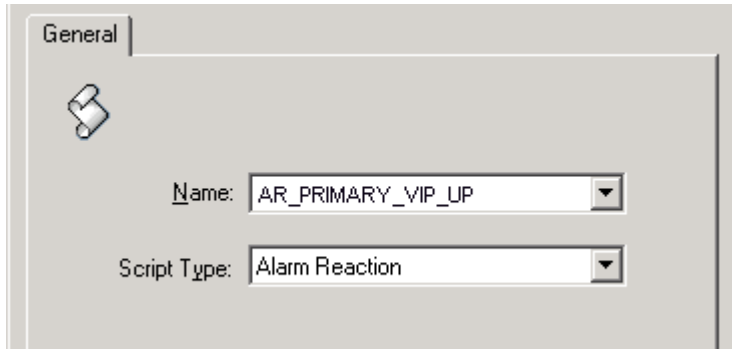 General
Name: AR_PRIMARY_VIP_UP
Script Type: Alarm Reaction